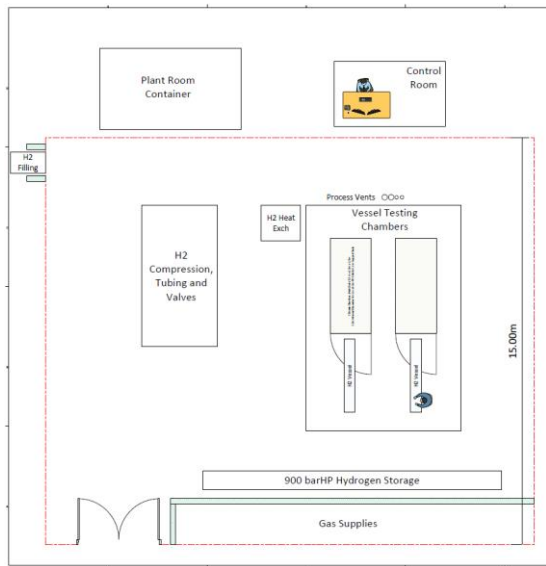 Plant Room
Container
Control
Room
H2
Filling
Process Vents
H2 Heat
Exch
Vessel Testing
Chambers
H2
Compression,
Tubing and
Valves
15.00m
H2 Vessel
H2 Vessel
900 barHP Hydrogen Storage
Gas Supplies